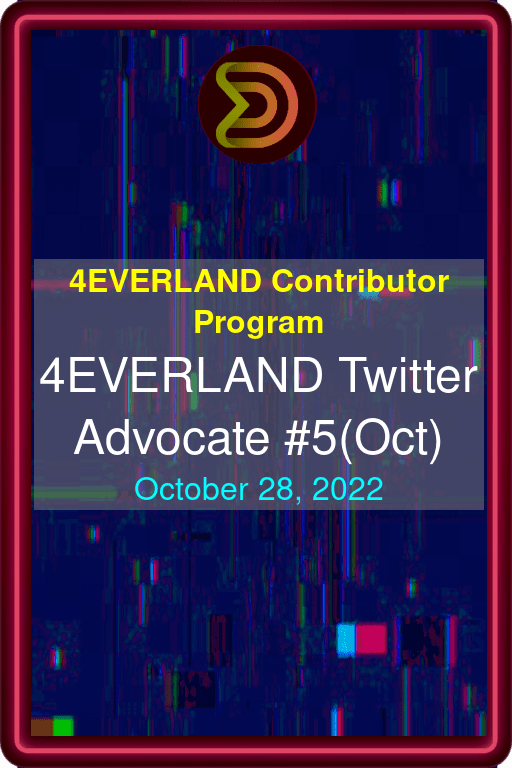 4EVERLAND Contributor
Program
4EVERLAND Twitter
Advocate #5(Oct)
October 28, 2022